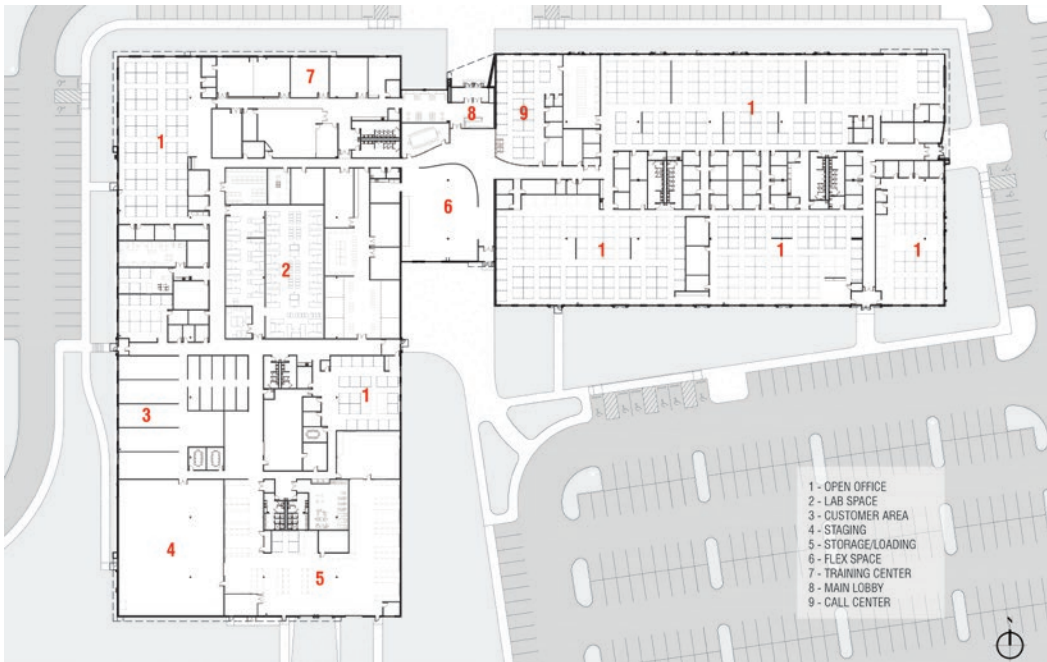 7
8
9
1
1
6
2
1
1
1
3
1
4
5
1 - OPEN OFFICE
2 - LAB SPACE
3 - CUSTOMER AREA
4 - STAGING
5 - STORAGE/LOADING
6 - FLEX SPACE
7 - TRAINING CENTER
8 - MAIN LOBBY
9 - CALL CENTER